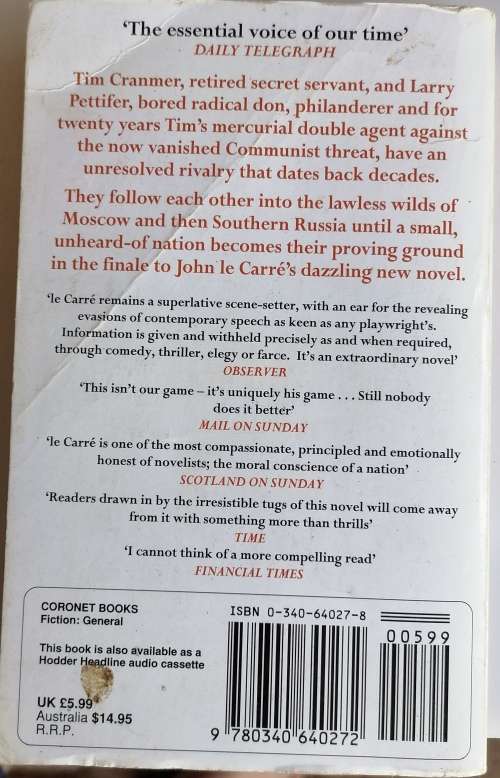 ‘The essential voice of our time’
DAILY TELEGRAPH
Tim Cranmer, retired secret servant, and Larry
Pettifer, bored radical don, philanderer and for
twenty years Tim’s mercurial double agent against
the now vanished Communist threat, have an
unresolved rivalry that dates back decades.
They follow each other into the lawless wilds of
Moscow and then Southern Russia until a small,
unheard-of nation becomes their proving ground
in the finale to John le Carré’s dazzling new novel.
‘le Carré remains a superlative scene-setter, with an ear for the revealing
evasions of contemporary speech as keen as any playwright’s.
Information is given and withheld precisely as and when required,
through comedy, thriller, elegy or farce. It’s an extraordinary novel’
OBSERVER
‘This isn’t our game – it’s uniquely his game . . . Still nobody
does it better’
MAIL ON SUNDAY
‘le Carré is one of the most compassionate, principled and emotionally
honest of novelists; the moral conscience of a nation’
SCOTLAND ON SUNDAY
‘Readers drawn in by the irresistible tugs of this novel will come away
from it with something more than thrills’
TIME
‘I cannot think of a more compelling read’
FINANCIAL TIMES
CORONET BOOKS
Fiction: General
This book is also available as a
Hodder Headline audio cassette
UK £5.99
Australia $14.95
R.R.P.
ISBN 0-340-64027-8
00599
9 780340 640272